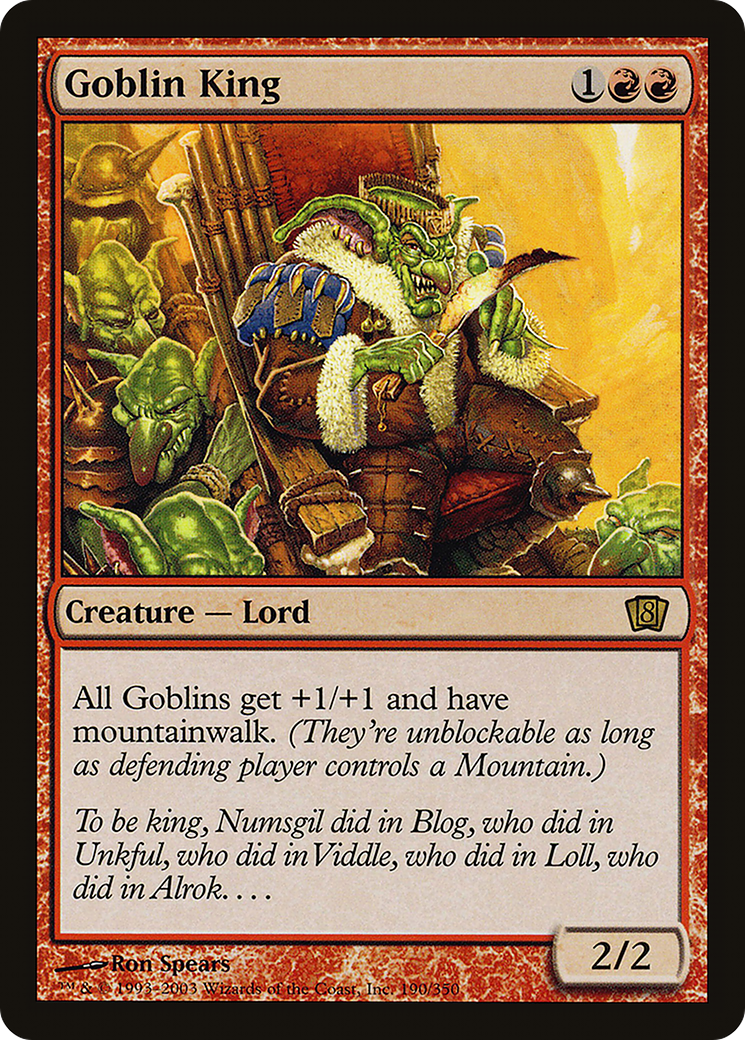 Goblin King 1
Creature — Lord 8
All Goblins get +1/+1 and have
mountainwalk. (They're unblockable as long
as defending player controls a Mountain.)
To be king, Numsgil did in Blog, who did in
Unkful, who did in Viddle, who did in Loll, who
did in Alrok. . . .
2/2
Ron Spears
™ & © 1993–2003 Wizards of the Coast, Inc. 190/350